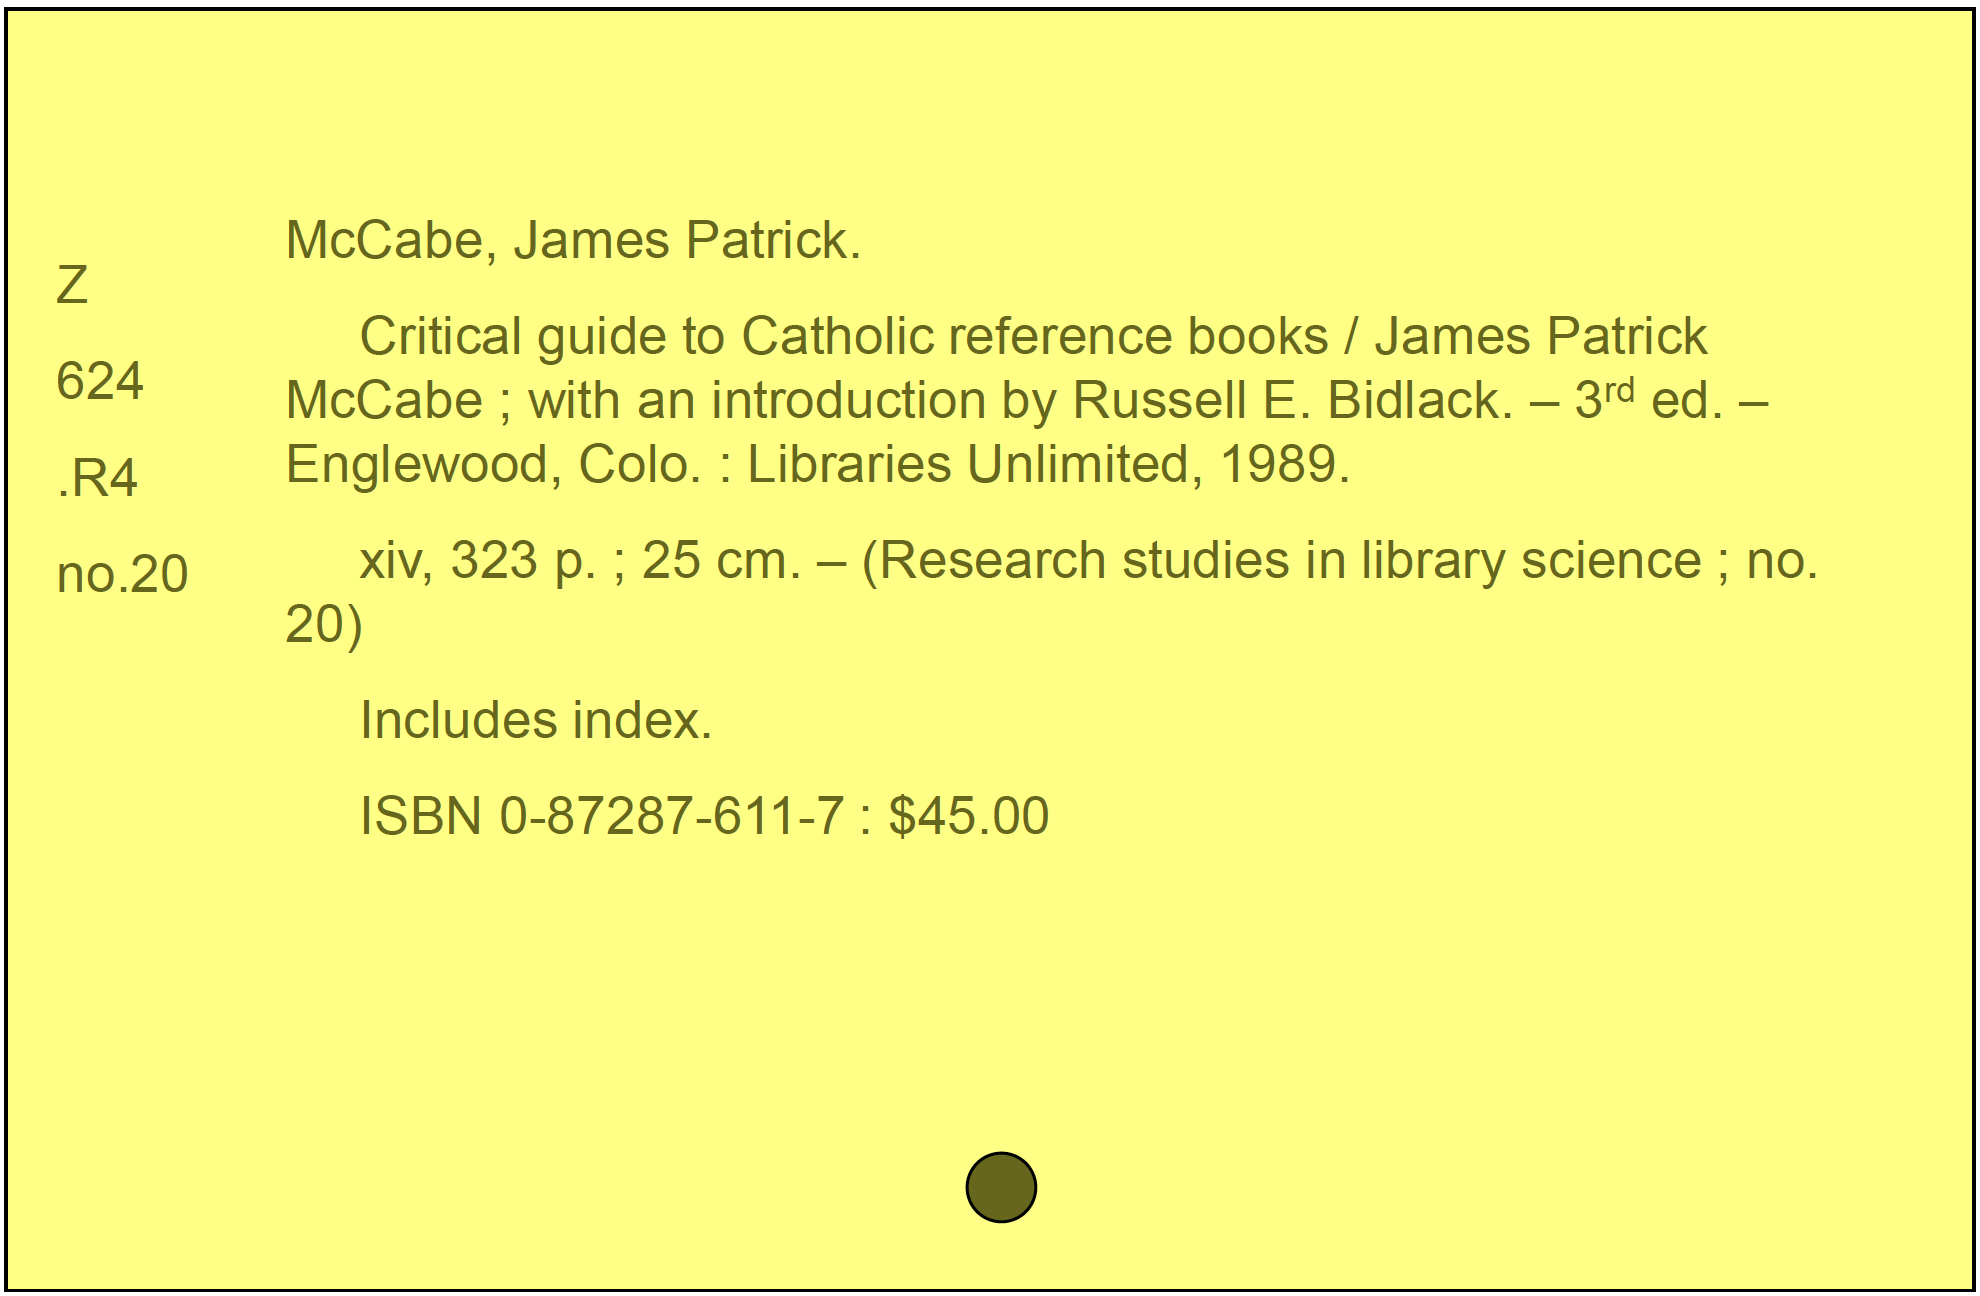 McCabe, James Patrick.
Z
624
.R4
no.20
Critical guide to Catholic reference books / James Patrick
McCabe ; with an introduction by Russell E. Bidlack. – 3rd ed. –
Englewood, Colo. : Libraries Unlimited, 1989.
xiv, 323 p. ; 25 cm. – (Research studies in library science ; no.
20)
Includes index.
ISBN 0-87287-611-7 : $45.00